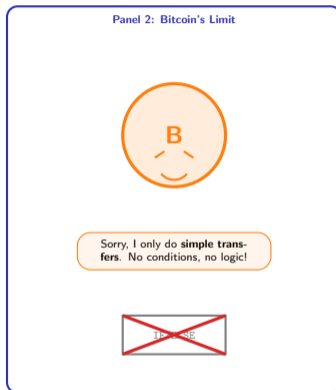 Panel 2: Bitcoin's Limit
B
Sorry, I only do simple trans-
fers. No conditions, no logic!